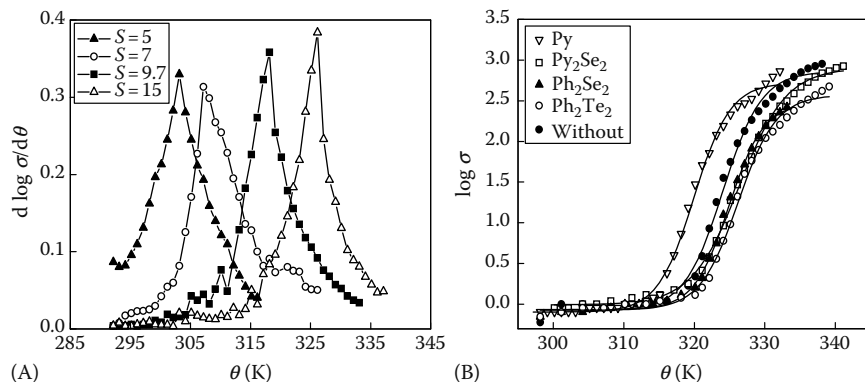 0.4
0.3
0.2
0.1
0.0
d log σ/dθ
S = 5
S = 7
S = 9.7
S = 15
285 295 305 315 325 335 345
(A) θ (K)
3.0
2.5
2.0
1.5
1.0
0.5
0.0
log σ
Py
Py₂Se₂
Ph₂Se₂
Ph₂Te₂
Without
300 310 320 330 340
(B) θ (K)